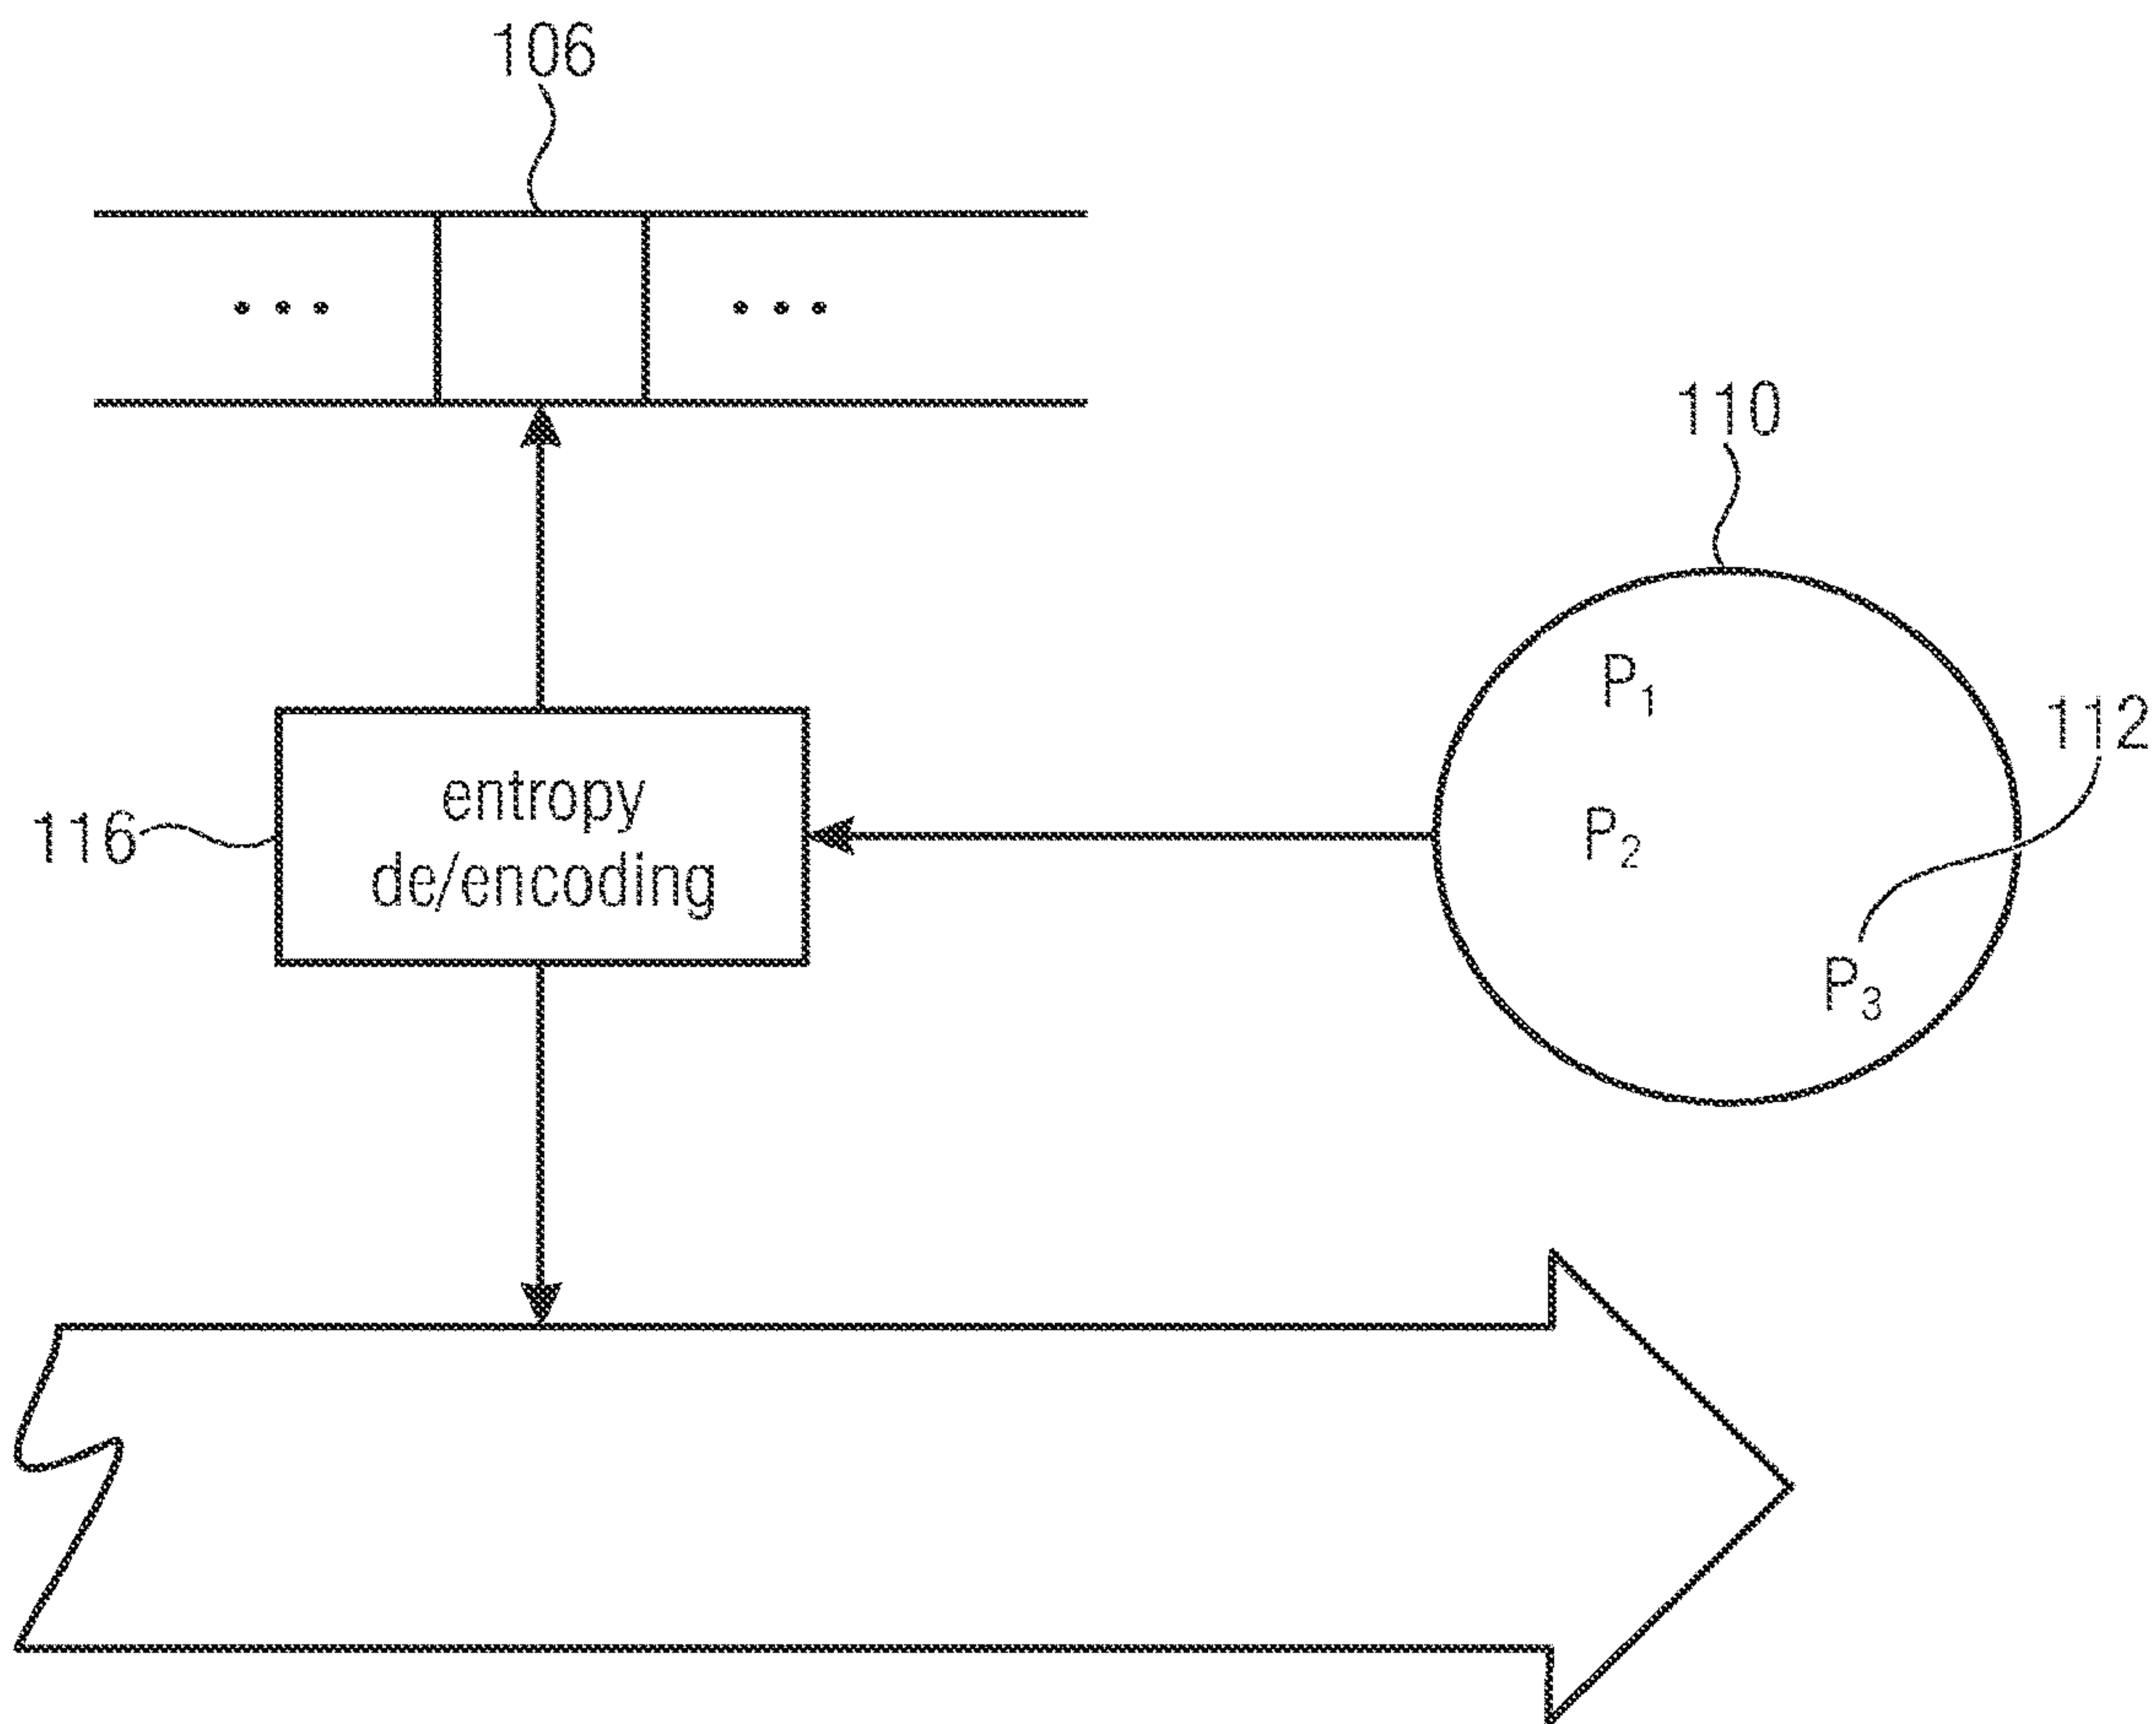 106
... ...
110
P₁
112
116
entropy
de/encoding
P₂
P₃